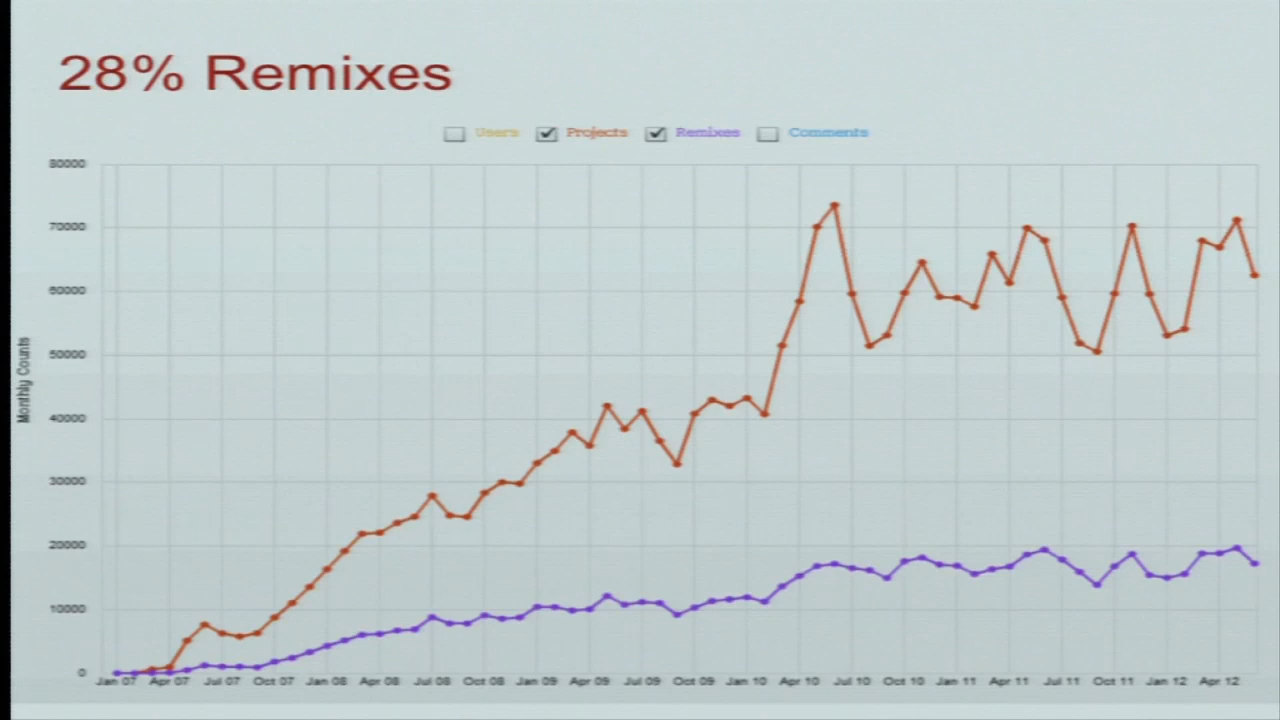 28% Remixes
Users Projects Remixes Comments
80000
70000
60000
50000
40000
30000
20000
10000
0
Monthly Counts
Jan 07 Apr 07 Jul 07 Oct 07 Jan 08 Apr 08 Jul 08 Oct 08 Jan 09 Apr 09 Jul 09 Oct 09 Jan 10 Apr 10 Jul 10 Oct 10 Jan 11 Apr 11 Jul 11 Oct 11 Jan 12 Apr 12